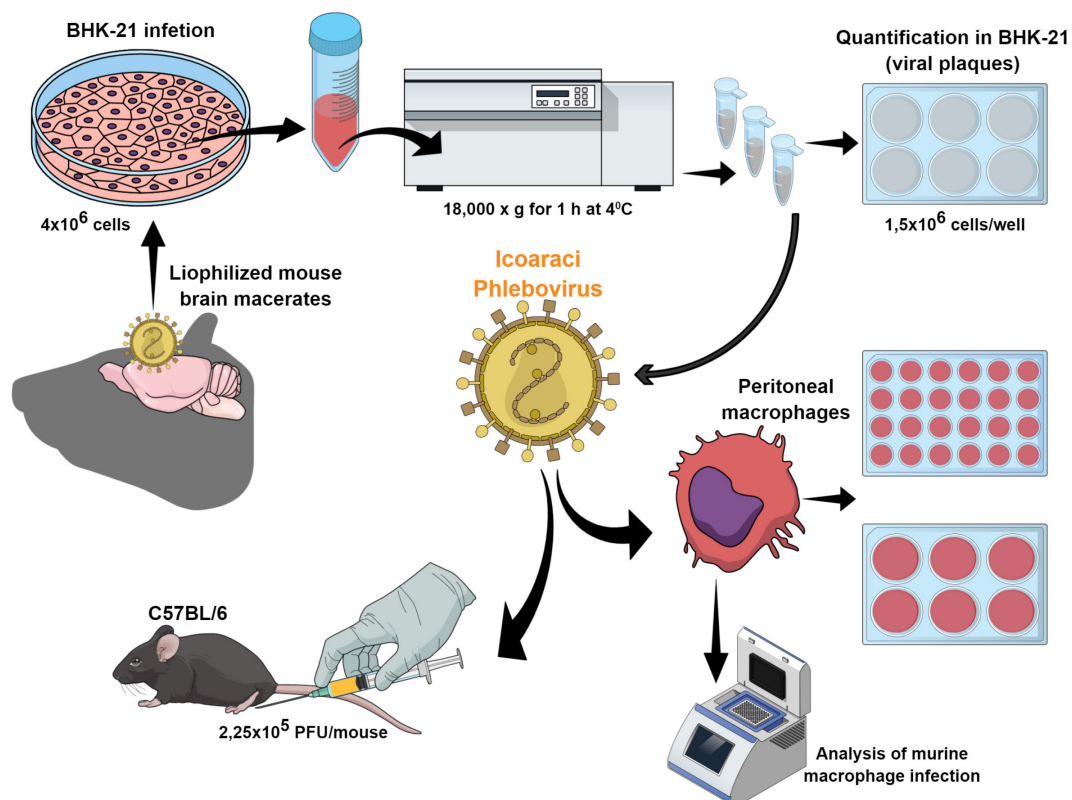 BHK-21 infetion
4x10⁶ cells
Liophilized mouse
brain macerates
18,000 x g for 1 h at 4⁰C
Quantification in BHK-21
(viral plaques)
1,5x10⁶ cells/well
Icoaraci
Phlebovirus
Peritoneal
macrophages
C57BL/6
2,25x10⁵ PFU/mouse
Analysis of murine
macrophage infection